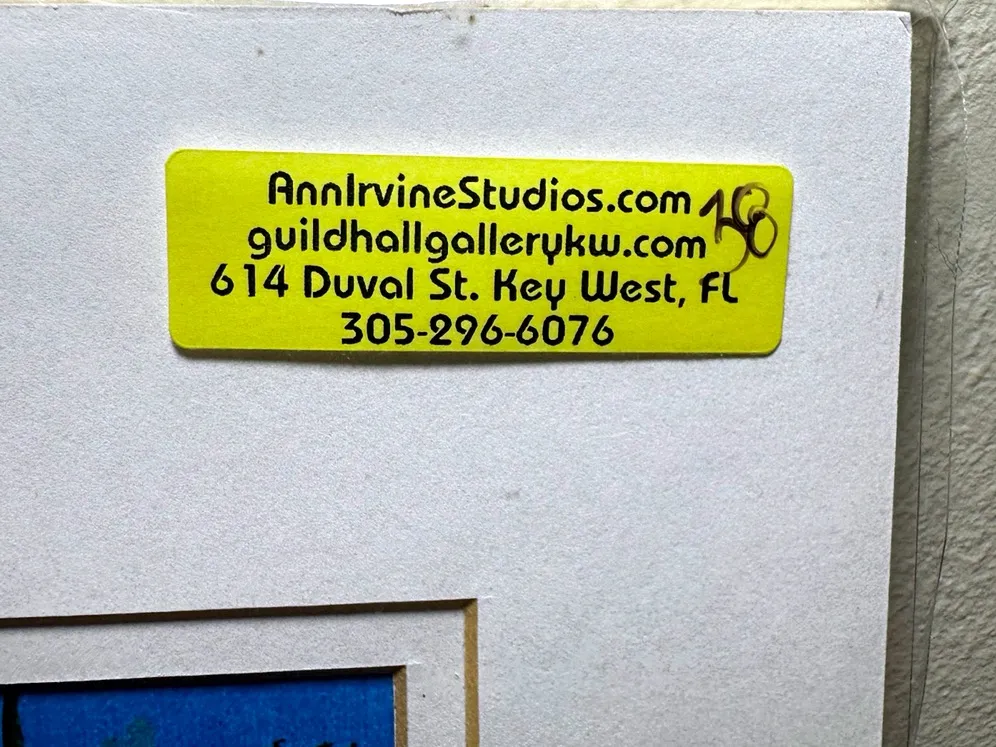 AnnIrvineStudios.com
guildhallgallerykw.com
614 Duval St. Key West, FL
305-296-6076